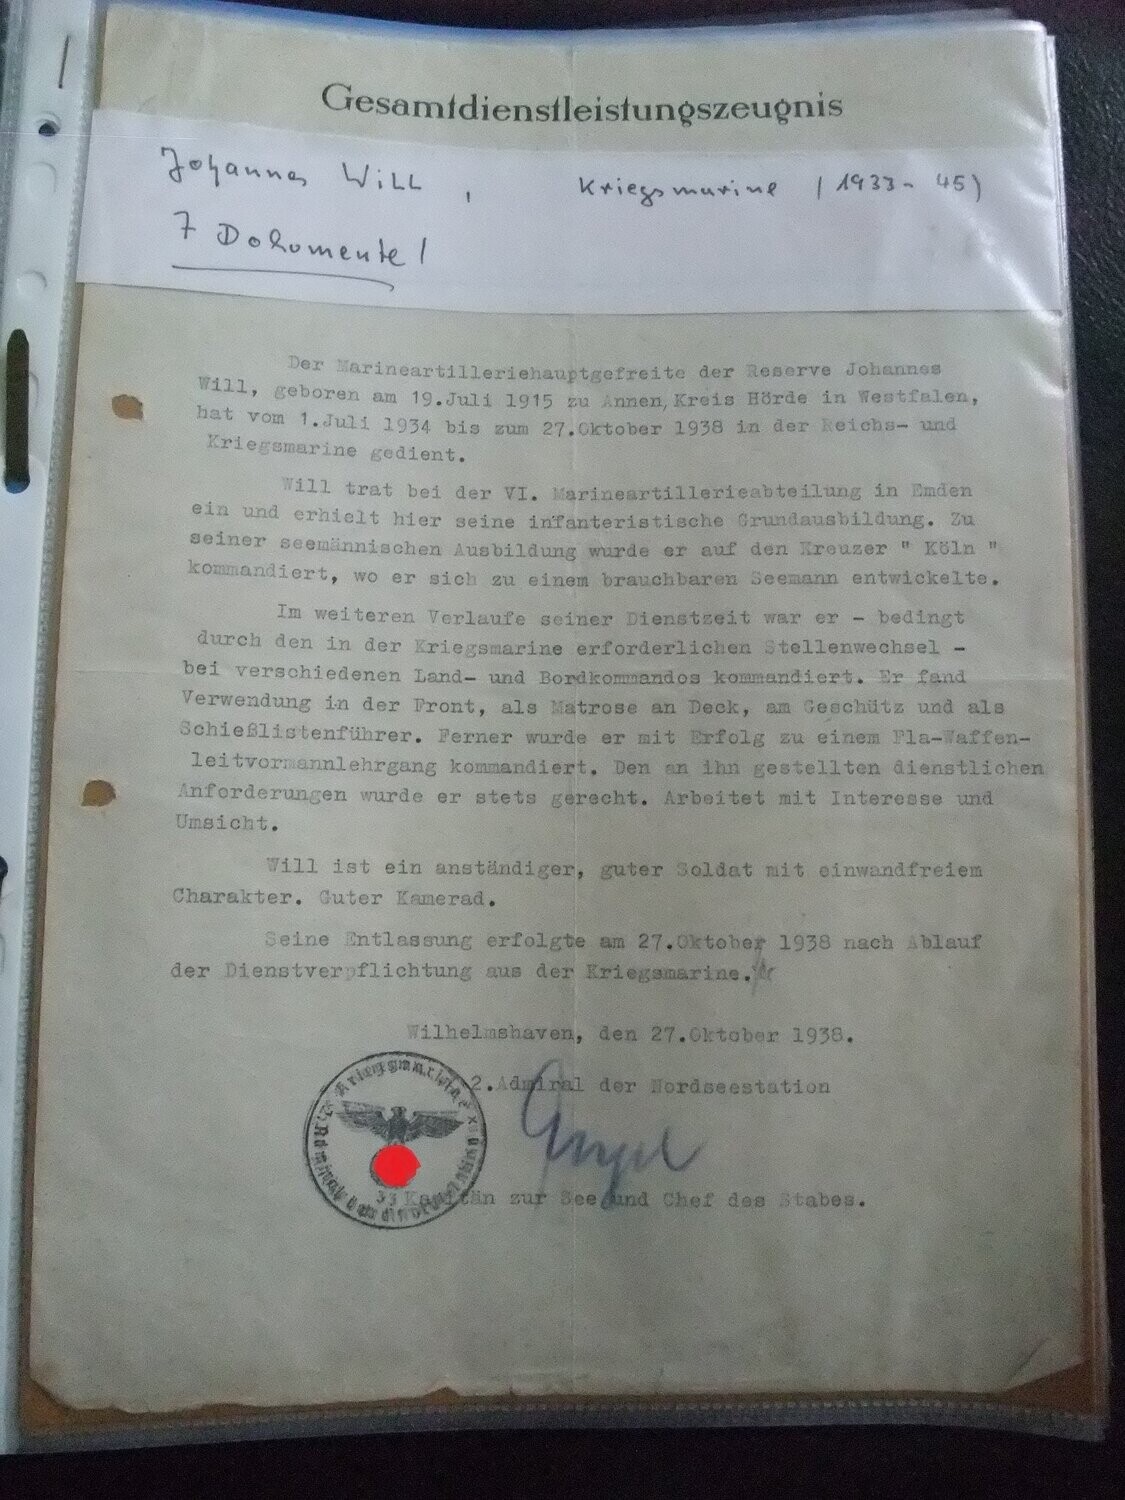 Gesamtdienstleistungszeugnis
Johannes Will, Kriegsmarine (1933-45)
7 Dokumente!
Der Marineartilleriehauptgefreite der Reserve Johannes
Will, geboren am 19.Juli 1915 zu Annen, Kreis Hörde in Westfalen,
hat vom 1.Juli 1934 bis zum 27.Oktober 1938 in der Reichs- und
Kriegsmarine gedient.
Will trat bei der VI. Marineartillerieabteilung in Emden
ein und erhielt hier seine infanteristische Grundausbildung. Zu
seiner seemännischen Ausbildung wurde er auf den Kreuzer " Köln "
kommandiert, wo er sich zu einem brauchbaren Seemann entwickelte.
Im weiteren Verlaufe seiner Dienstzeit war er - bedingt
durch den in der Kriegsmarine erforderlichen Stellenwechsel -
bei verschiedenen Land- und Bordkommandos kommandiert. Er fand
Verwendung in der Front, als Matrose an Deck, am Geschütz und als
Schießlistenführer. Ferner wurde er mit Erfolg zu einem Fla-Waffen-
leitvormannlehrgang kommandiert. Den an ihn gestellten dienstlichen
Anforderungen wurde er stets gerecht. Arbeitet mit Interesse und
Umsicht.
Will ist ein anständiger, guter Soldat mit einwandfreiem
Charakter. Guter Kamerad.
Seine Entlassung erfolgte am 27.Oktober 1938 nach Ablauf
der Dienstverpflichtung aus der Kriegsmarine.
Wilhelmshaven, den 27.Oktober 1938.
2.Admiral der Nordseestation
Kriegsmarine
2. Admiral der Nordseestation
33
Kapitän zur See und Chef des Stabes.